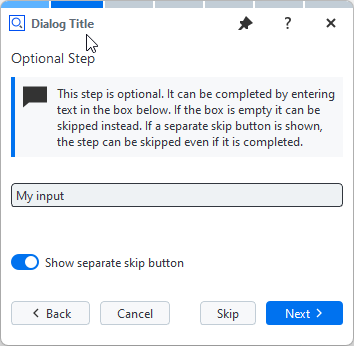 Dialog Title ?
Optional Step
This step is optional. It can be completed by entering
text in the box below. If the box is empty it can be
skipped instead. If a separate skip button is shown,
the step can be skipped even if it is completed.
My input
Show separate skip button
Back Cancel Skip Next